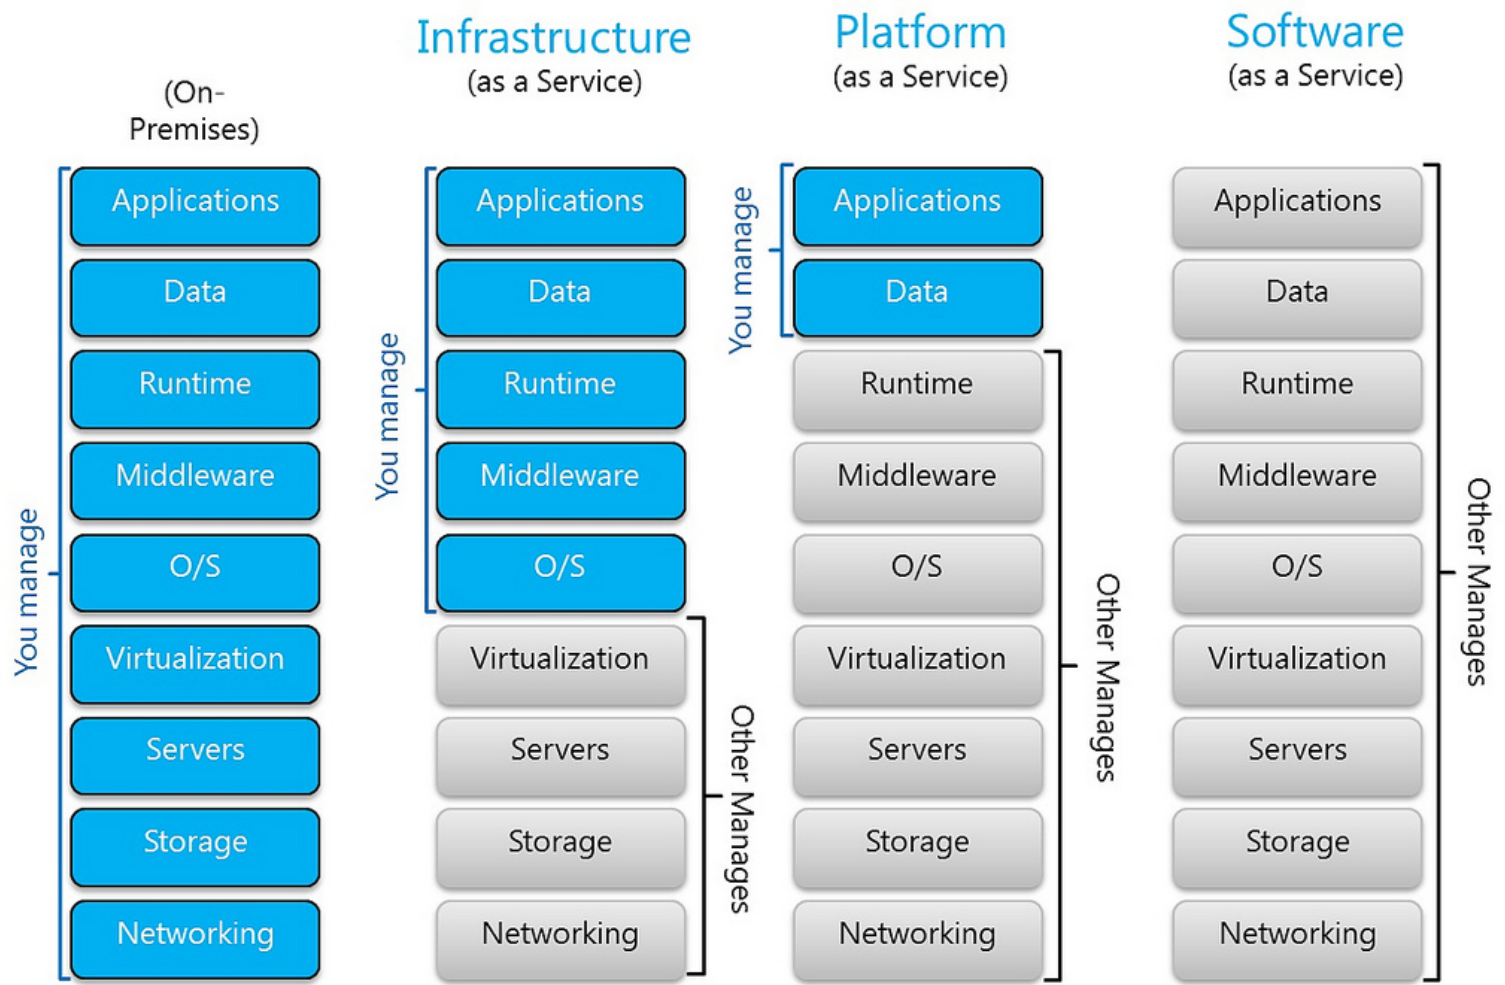 (On-
Premises)
You manage
Applications
Data
Runtime
Middleware
O/S
Virtualization
Servers
Storage
Networking
Infrastructure
(as a Service)
You manage
Applications
Data
Runtime
Middleware
O/S
Virtualization
Servers
Storage
Networking
Other Manages
Platform
(as a Service)
You manage
Applications
Data
Runtime
Middleware
O/S
Virtualization
Servers
Storage
Networking
Other Manages
Software
(as a Service)
Applications
Data
Runtime
Middleware
O/S
Virtualization
Servers
Storage
Networking
Other Manages